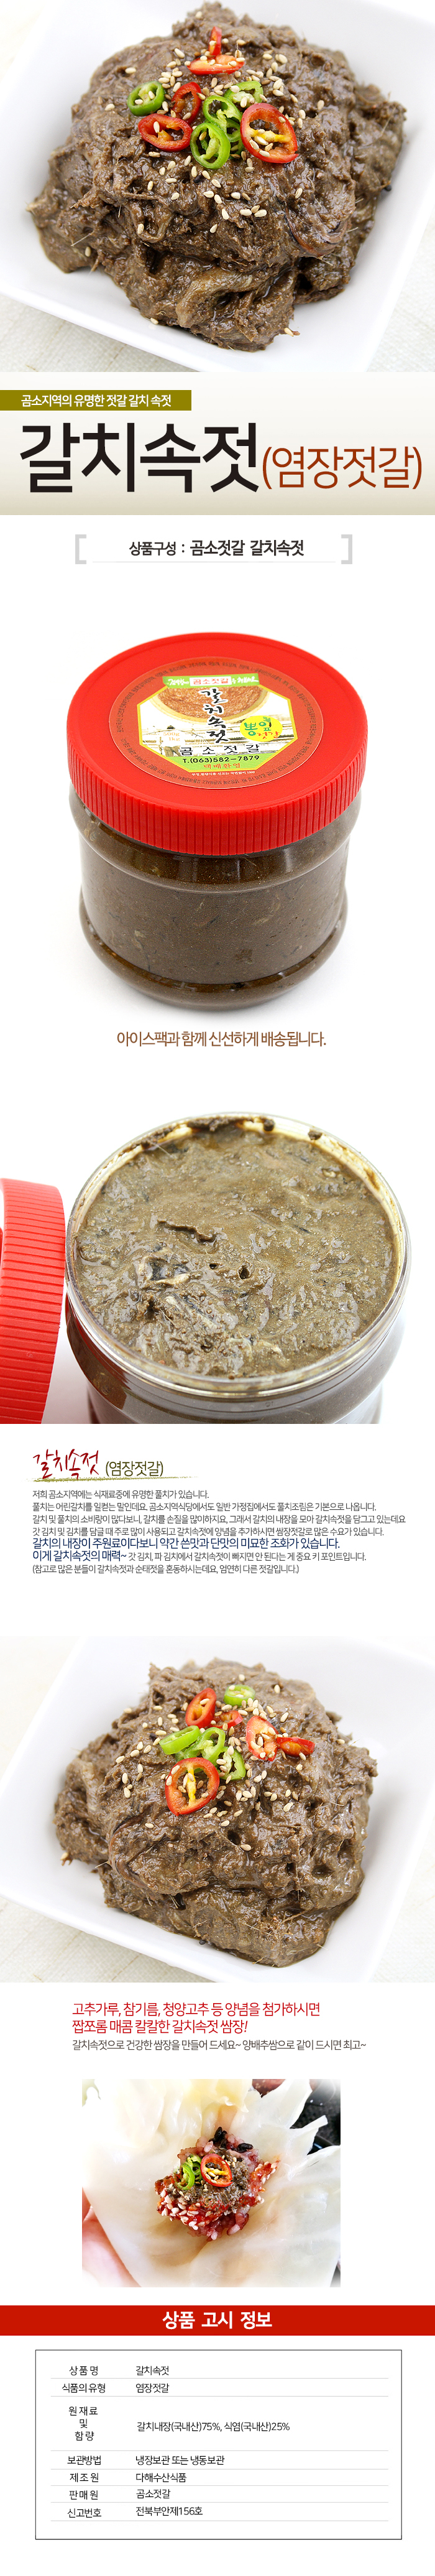 곰소지역의 유명한 젓갈 갈치 속젓
갈치속젓(염장젓갈)
상품구성 : 곰소젓갈 갈치속젓
곰소젓갈
갈치속젓
뽕잎
곰소젓갈
T.(063)582-7879
택배환영
아이스팩과 함께 신선하게 배송됩니다.
갈치속젓 (염장젓갈)
저희 곰소지역에는 식재료중에 유명한 풀치가 있습니다.
풀치는 어린갈치를 일컫는 말인데요. 곰소지역식당에서도 일반 가정집에서도 풀치조림은 기본으로 나옵니다.
갈치 및 풀치의 소비량이 많다보니, 갈치를 손질을 많이하지요, 그래서 갈치의 내장을 모아 갈치속젓을 담그고 있는데요
갓 김치 및 김치를 담글 때 주로 많이 사용되고 갈치속젓에 양념을 추가하시면 쌈장젓갈로 많은 수요가 있습니다.
갈치의 내장이 주원료이다보니 약간 쓴맛과 단맛의 미묘한 조화가 있습니다.
이게 갈치속젓의 매력~ 갓 김치, 파 김치에서 갈치속젓이 빠지면 안 된다는 게 중요 키 포인트입니다.
(참고로 많은 분들이 갈치속젓과 순태젓을 혼동하시는데요, 엄연히 다른 젓갈입니다.)
고추가루, 참기름, 청양고추 등 양념을 첨가하시면
짭쪼롬 매콤 칼칼한 갈치속젓 쌈장!
갈치속젓으로 건강한 쌈장을 만들어 드세요~ 양배추쌈으로 같이 드시면 최고~
상품 고시 정보
상 품 명 갈치속젓
식품의 유형 염장젓갈
원 재 료
및
함 량
갈치내장(국내산)75%, 식염(국내산)25%
보관방법 냉장보관 또는 냉동보관
제 조 원 다해수산식품
판 매 원 곰소젓갈
신고번호 전북부안제156호